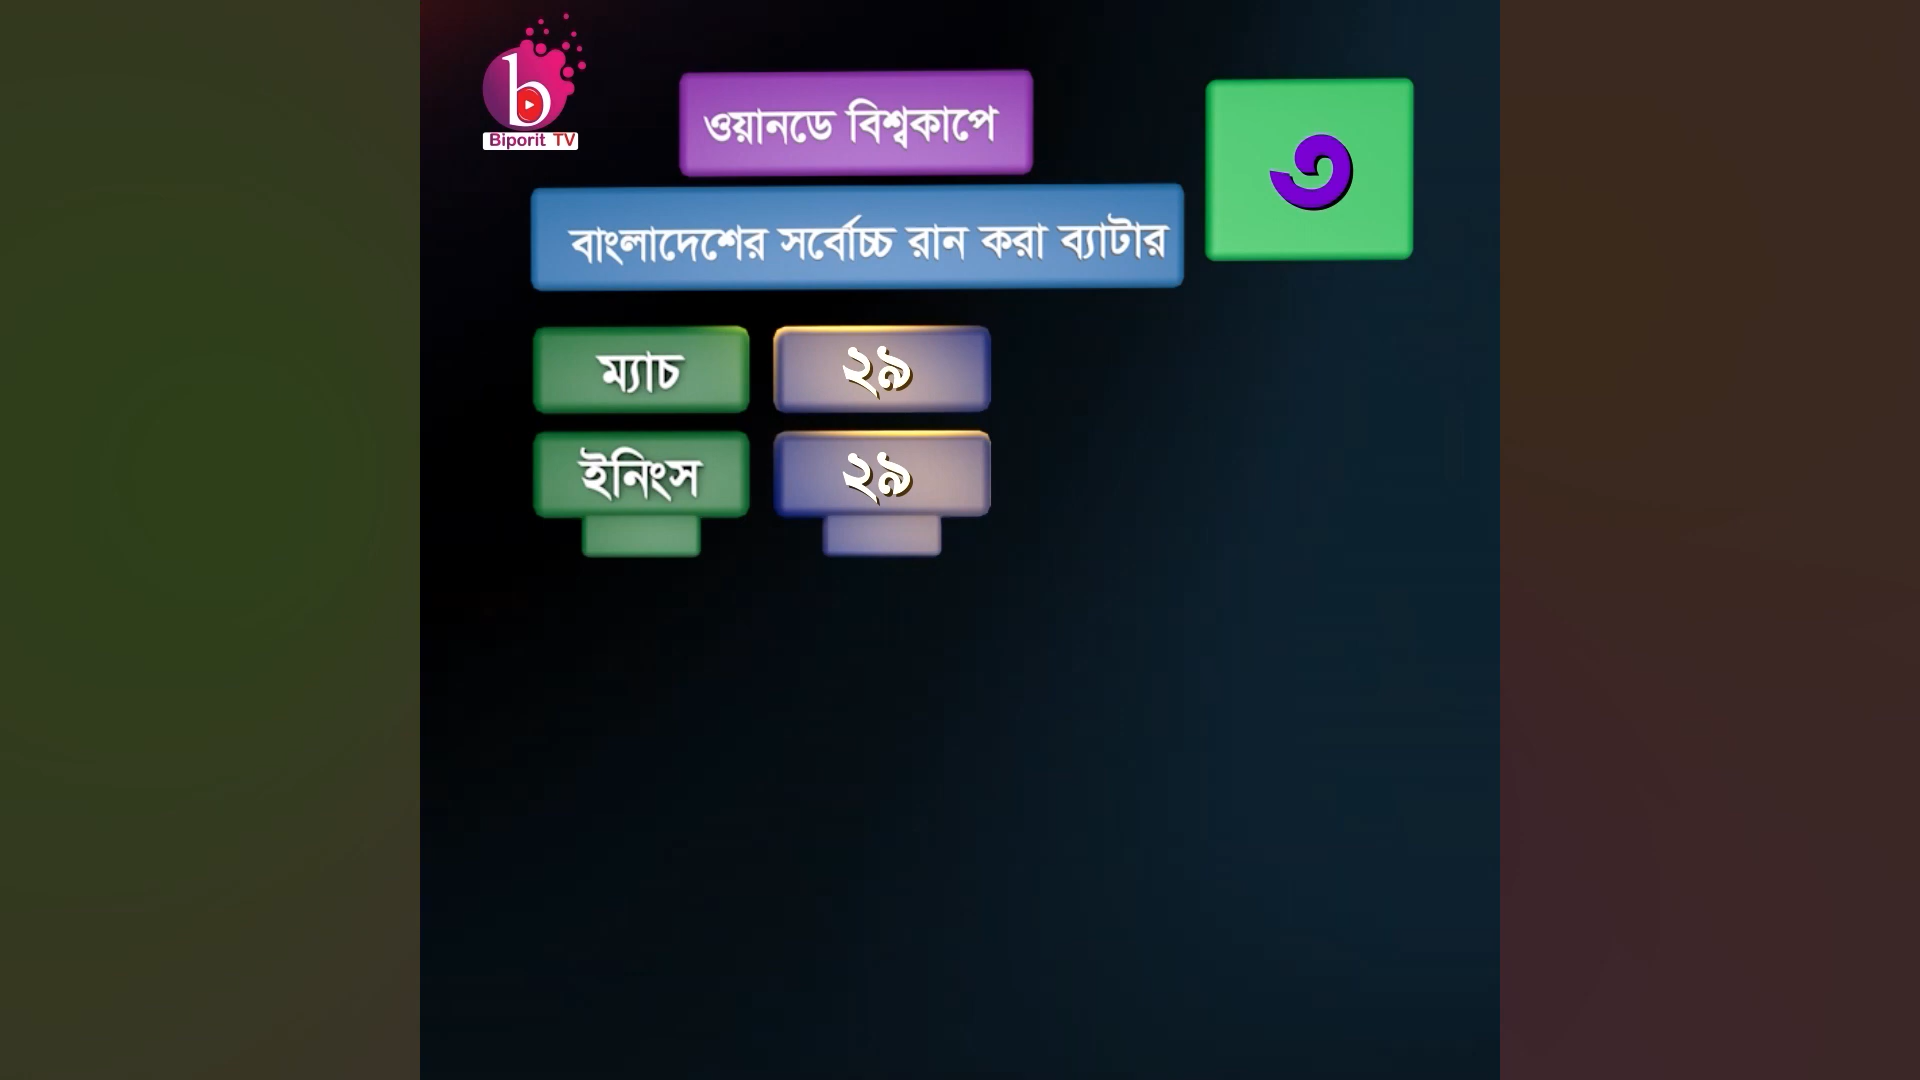 Biporit TV
ওয়ানডে বিশ্বকাপে
৩
বাংলাদেশের সর্বোচ্চ রান করা ব্যাটার
ম্যাচ ২৯
ইনিংস ২৯